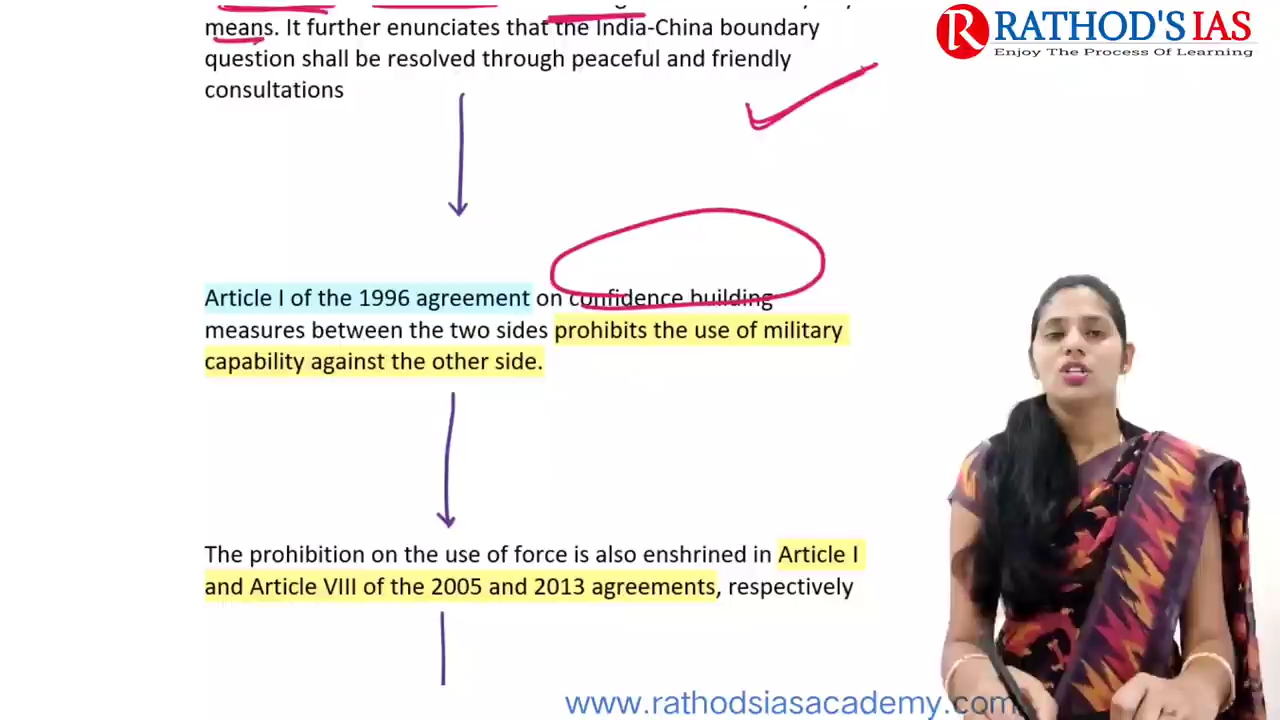 means. It further enunciates that the India-China boundary
question shall be resolved through peaceful and friendly
consultations
RATHOD'S IAS
Enjoy The Process Of Learning
Article I of the 1996 agreement on confidence building
measures between the two sides prohibits the use of military
capability against the other side.
The prohibition on the use of force is also enshrined in Article I
and Article VIII of the 2005 and 2013 agreements, respectively
www.rathodsiasacademy.com